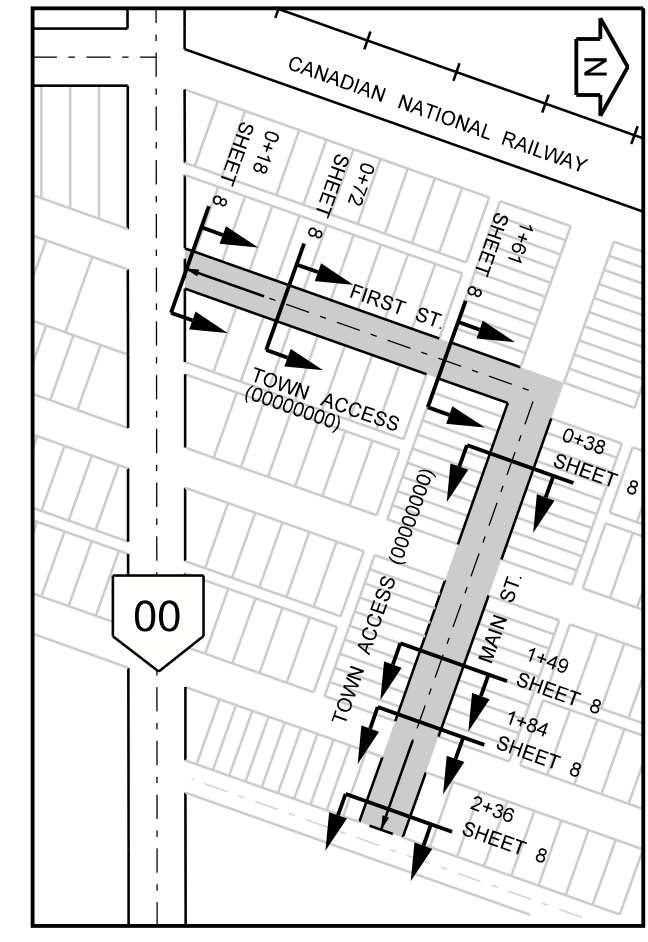 N
CANADIAN NATIONAL RAILWAY
0+18
SHEET 8
0+72
SHEET 8
1+61
SHEET 8
FIRST ST.
TOWN ACCESS
(00000000)
0+38
SHEET 8
TOWN ACCESS (00000000)
MAIN ST.
00
1+49
SHEET 8
1+84
SHEET 8
2+36
SHEET 8